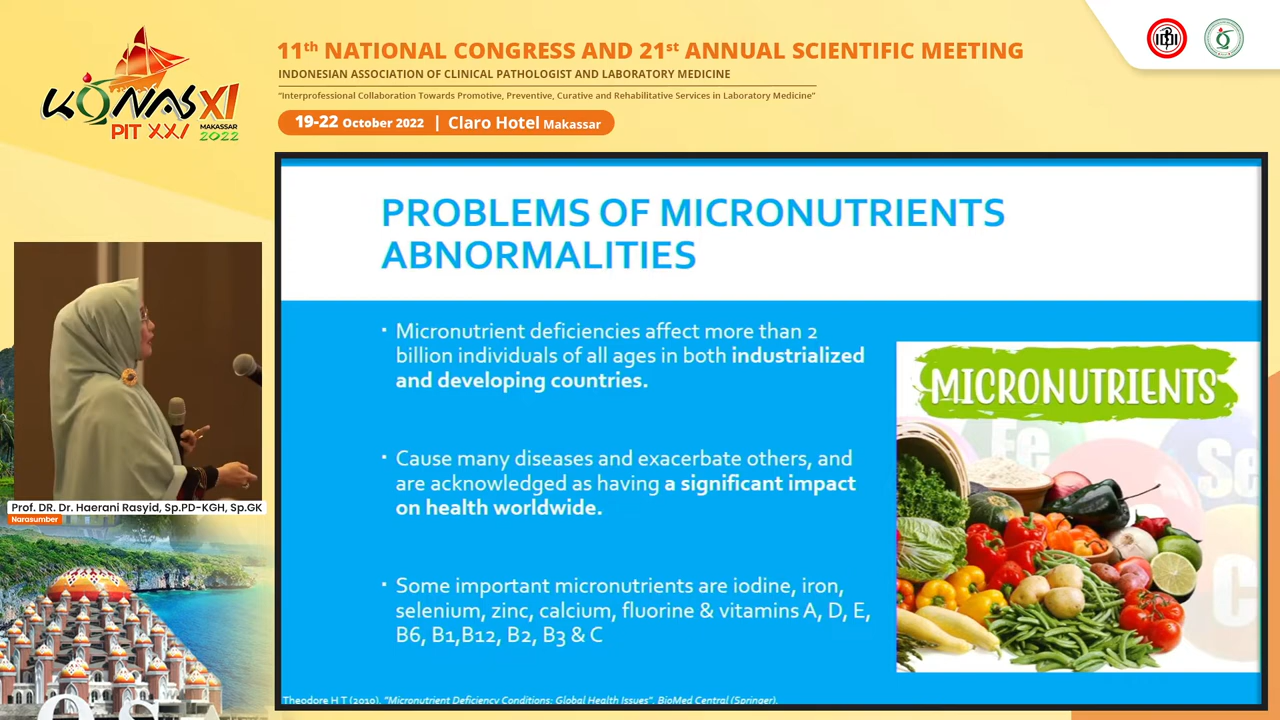 KONAS XI
PIT XXI
MAKASSAR
2022
11th NATIONAL CONGRESS AND 21st ANNUAL SCIENTIFIC MEETING
INDONESIAN ASSOCIATION OF CLINICAL PATHOLOGIST AND LABORATORY MEDICINE
"Interprofessional Collaboration Towards Promotive, Preventive, Curative and Rehabilitative Services in Laboratory Medicine"
19-22 October 2022 | Claro Hotel Makassar
IDI
PROBLEMS OF MICRONUTRIENTS
ABNORMALITIES
▪ Micronutrient deficiencies affect more than 2
billion individuals of all ages in both industrialized
and developing countries.
▪ Cause many diseases and exacerbate others, and
are acknowledged as having a significant impact
on health worldwide.
▪ Some important micronutrients are iodine, iron,
selenium, zinc, calcium, fluorine & vitamins A, D, E,
B6, B1,B12, B2, B3 & C
MICRONUTRIENTS
Fe
Se
C
Theodore H T (2010). "Micronutrient Deficiency Conditions: Global Health Issues". BioMed Central (Springer).
Prof. DR. Dr. Haerani Rasyid, Sp.PD-KGH, Sp.GK
Narasumber